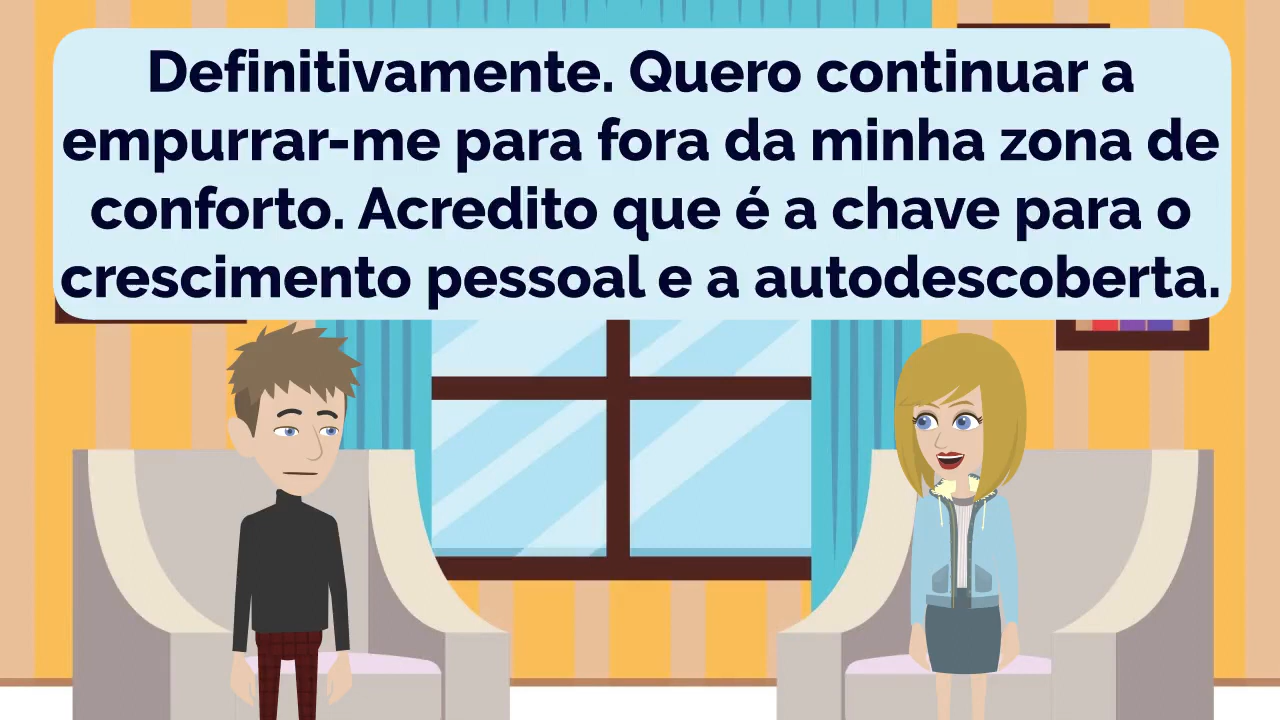 Definitivamente. Quero continuar a
empurrar-me para fora da minha zona de
conforto. Acredito que é a chave para o
crescimento pessoal e a autodescoberta.